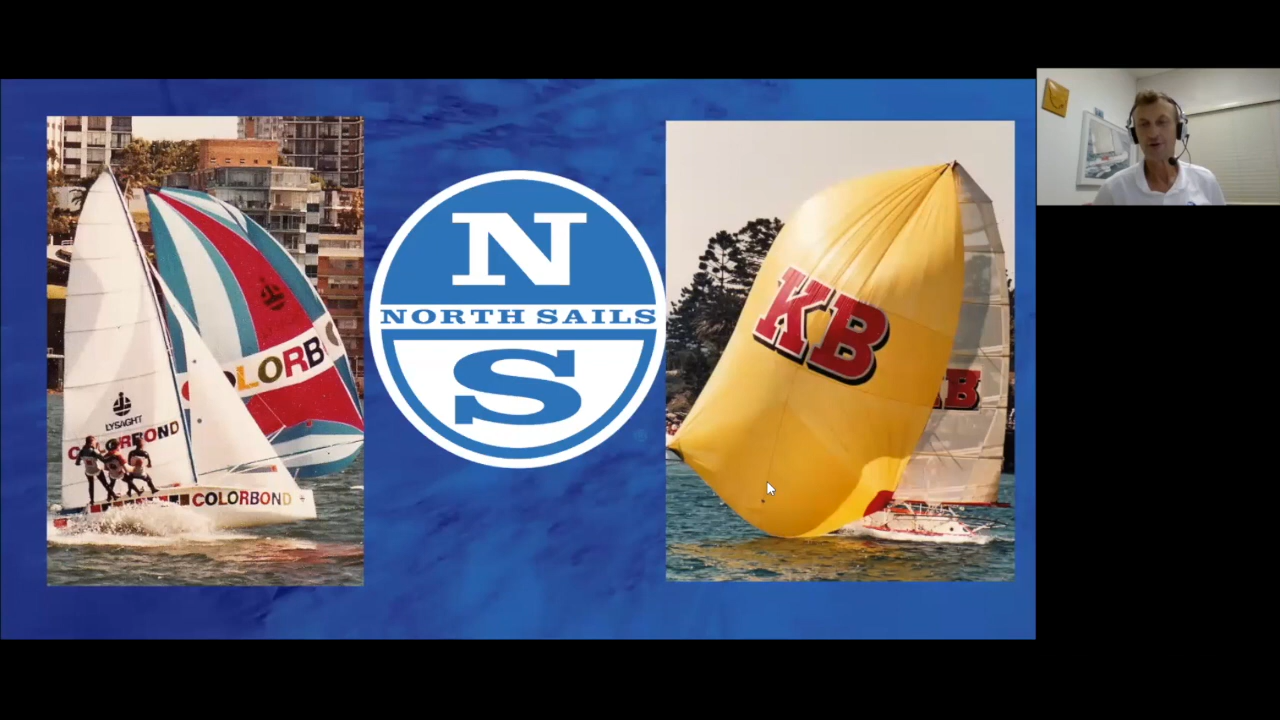 LYSAGHT
COLORBOND
COLORBOND
COLORB
N
NORTH SAILS
S
KB
KB